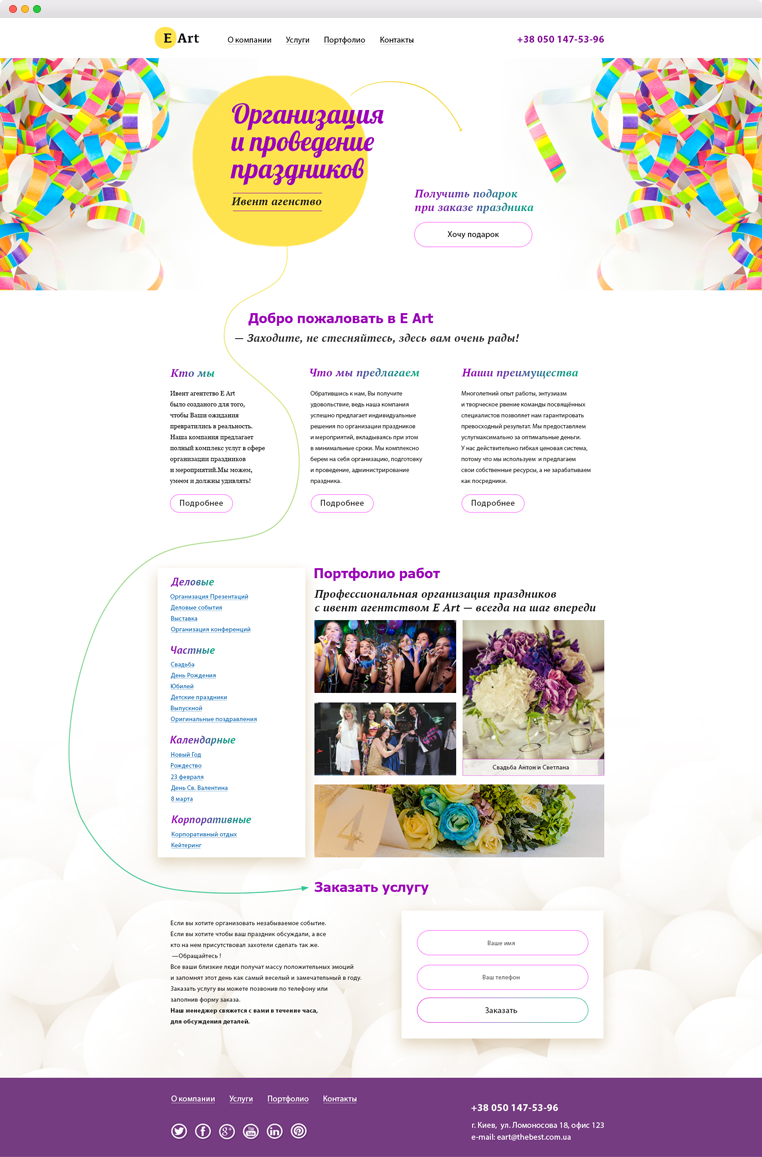 E Art
О компании
Услуги
Портфолио
Контакты
+38 050 147-53-96
Организация
и проведение
праздников
Ивент агенство
Получить подарок
при заказе праздника
Хочу подарок
Добро пожаловать в E Art
— Заходите, не стесняйтесь, здесь вам очень рады!
Кто мы
Ивент агентство E Art
было созданого для того,
чтобы Ваши ожидания
превратились в реальность.
Наша компания предлагает
полный комплекс услуг в сфере
организации праздников
и мероприятий.Мы можем,
умеем и должны удивлять!
Подробнее
Что мы предлагаем
Обратившись к нам, Вы получите
удовольствие, ведь наша компания
успешно предлагает индивидуальные
решения по организации праздников
и мероприятий, вкладываясь при этом
в минимальные сроки. Мы комплексно
берем на себя организацию, подготовку
и проведение, администрирование
праздника.
Подробнее
Наши преимущества
Многолетний опыт работы, энтузиазм
и творческое рвение команды посвящённых
специалистов позволяет нам гарантировать
превосходный результат. Мы предоставляем
услугмаксимально за оптимальные деньги.
У нас действительно гибкая ценовая система,
потому что мы используем и предлагаем
свои собственные ресурсы, а не зарабатываем
как посредники.
Подробнее
Деловые
Организация Презентаций
Деловые события
Выставка
Организация конференций
Частные
Свадьба
День Рождения
Юбилей
Детские праздники
Выпускной
Оригинальные поздравления
Календарные
Новый Год
Рождество
23 февраля
День Св. Валентина
8 марта
Корпоративные
Корпоративный отдых
Кейтеринг
Портфолио работ
Профессиональная организация праздников
с ивент агентством E Art — всегда на шаг впереди
Свадьба Антон и Светлана
4
Заказать услугу
Если вы хотите организовать незабываемое событие.
Если вы хотите чтобы ваш праздник обсуждали, а все
кто на нем присутствовал захотели сделать так же.
—Обращайтесь !
Все ваши близкие люди получат массу положительных эмоций
и запомнят этот день как самый веселый и замечательный в году.
Заказать услугу вы можете позвонив по телефону или
заполнив форму заказа.
Наш менеджер свяжется с вами в течение часа,
для обсуждения деталей.
Ваше имя
Ваш телефон
Заказать
О компании
Услуги
Портфолио
Контакты
+38 050 147-53-96
г. Киев, ул. Ломоносова 18, офис 123
e-mail: eart@thebest.com.ua